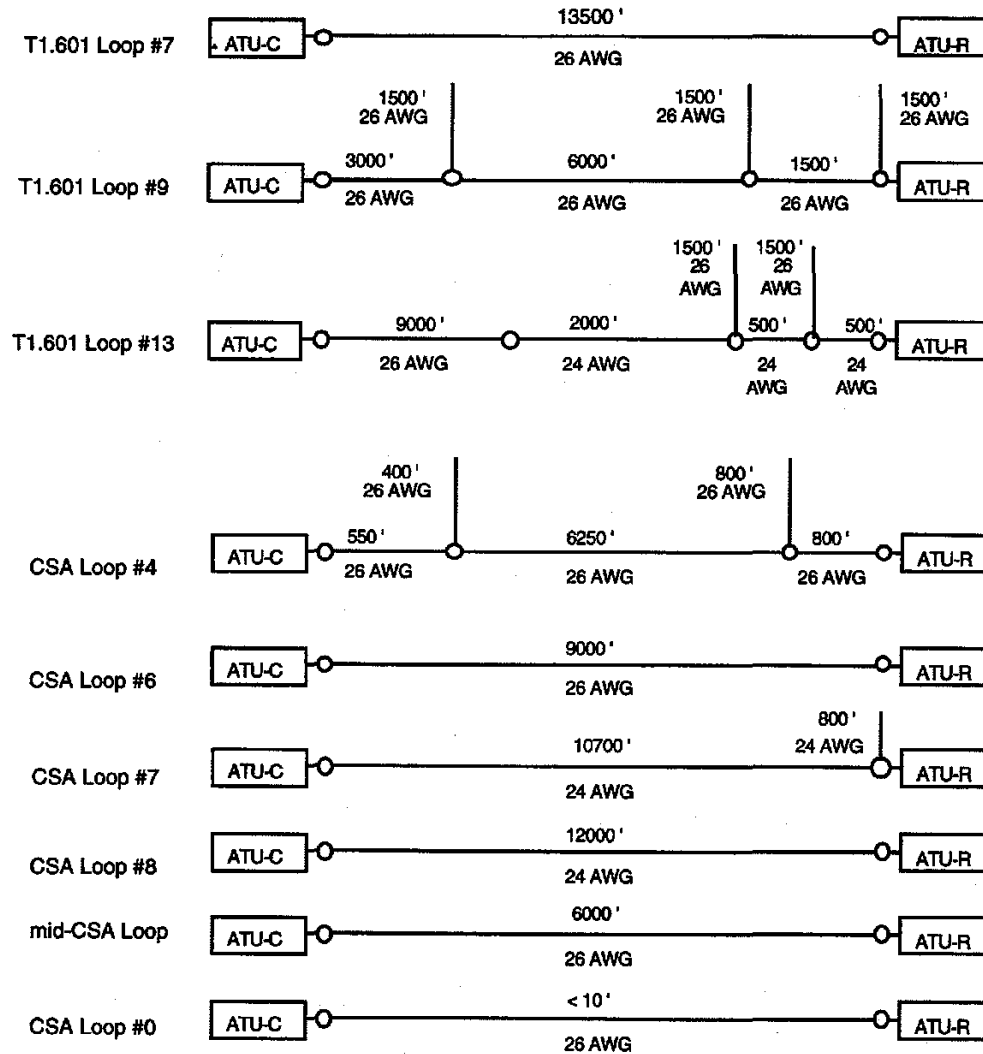 13500 '
T1.601 Loop #7 ATU-C ATU-R
26 AWG
1500 ' 1500 ' 1500 '
26 AWG 26 AWG 26 AWG
3000 ' 6000 ' 1500 '
T1.601 Loop #9 ATU-C ATU-R
26 AWG 26 AWG 26 AWG
1500 ' 1500 '
26 26
AWG AWG
9000 ' 2000 ' 500 ' 500 '
T1.601 Loop #13 ATU-C ATU-R
26 AWG 24 AWG 24 24
AWG AWG
400 ' 800 '
26 AWG 26 AWG
550 ' 6250 ' 800 '
CSA Loop #4 ATU-C ATU-R
26 AWG 26 AWG 26 AWG
9000 '
CSA Loop #6 ATU-C ATU-R
26 AWG
800 '
10700 ' 24 AWG
CSA Loop #7 ATU-C ATU-R
24 AWG
12000 '
CSA Loop #8 ATU-C ATU-R
24 AWG
6000 '
mid-CSA Loop ATU-C ATU-R
26 AWG
< 10 '
CSA Loop #0 ATU-C ATU-R
26 AWG